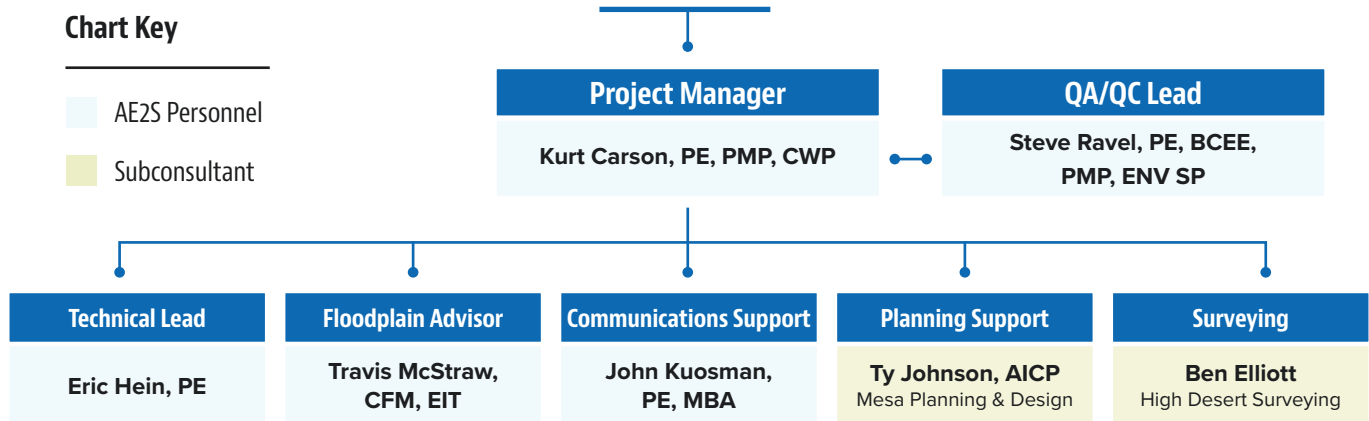 Chart Key
AE2S Personnel
Subconsultant
Project Manager
Kurt Carson, PE, PMP, CWP
QA/QC Lead
Steve Ravel, PE, BCEE,
PMP, ENV SP
Technical Lead
Eric Hein, PE
Floodplain Advisor
Travis McStraw,
CFM, EIT
Communications Support
John Kuosman,
PE, MBA
Planning Support
Ty Johnson, AICP
Mesa Planning & Design
Surveying
Ben Elliott
High Desert Surveying